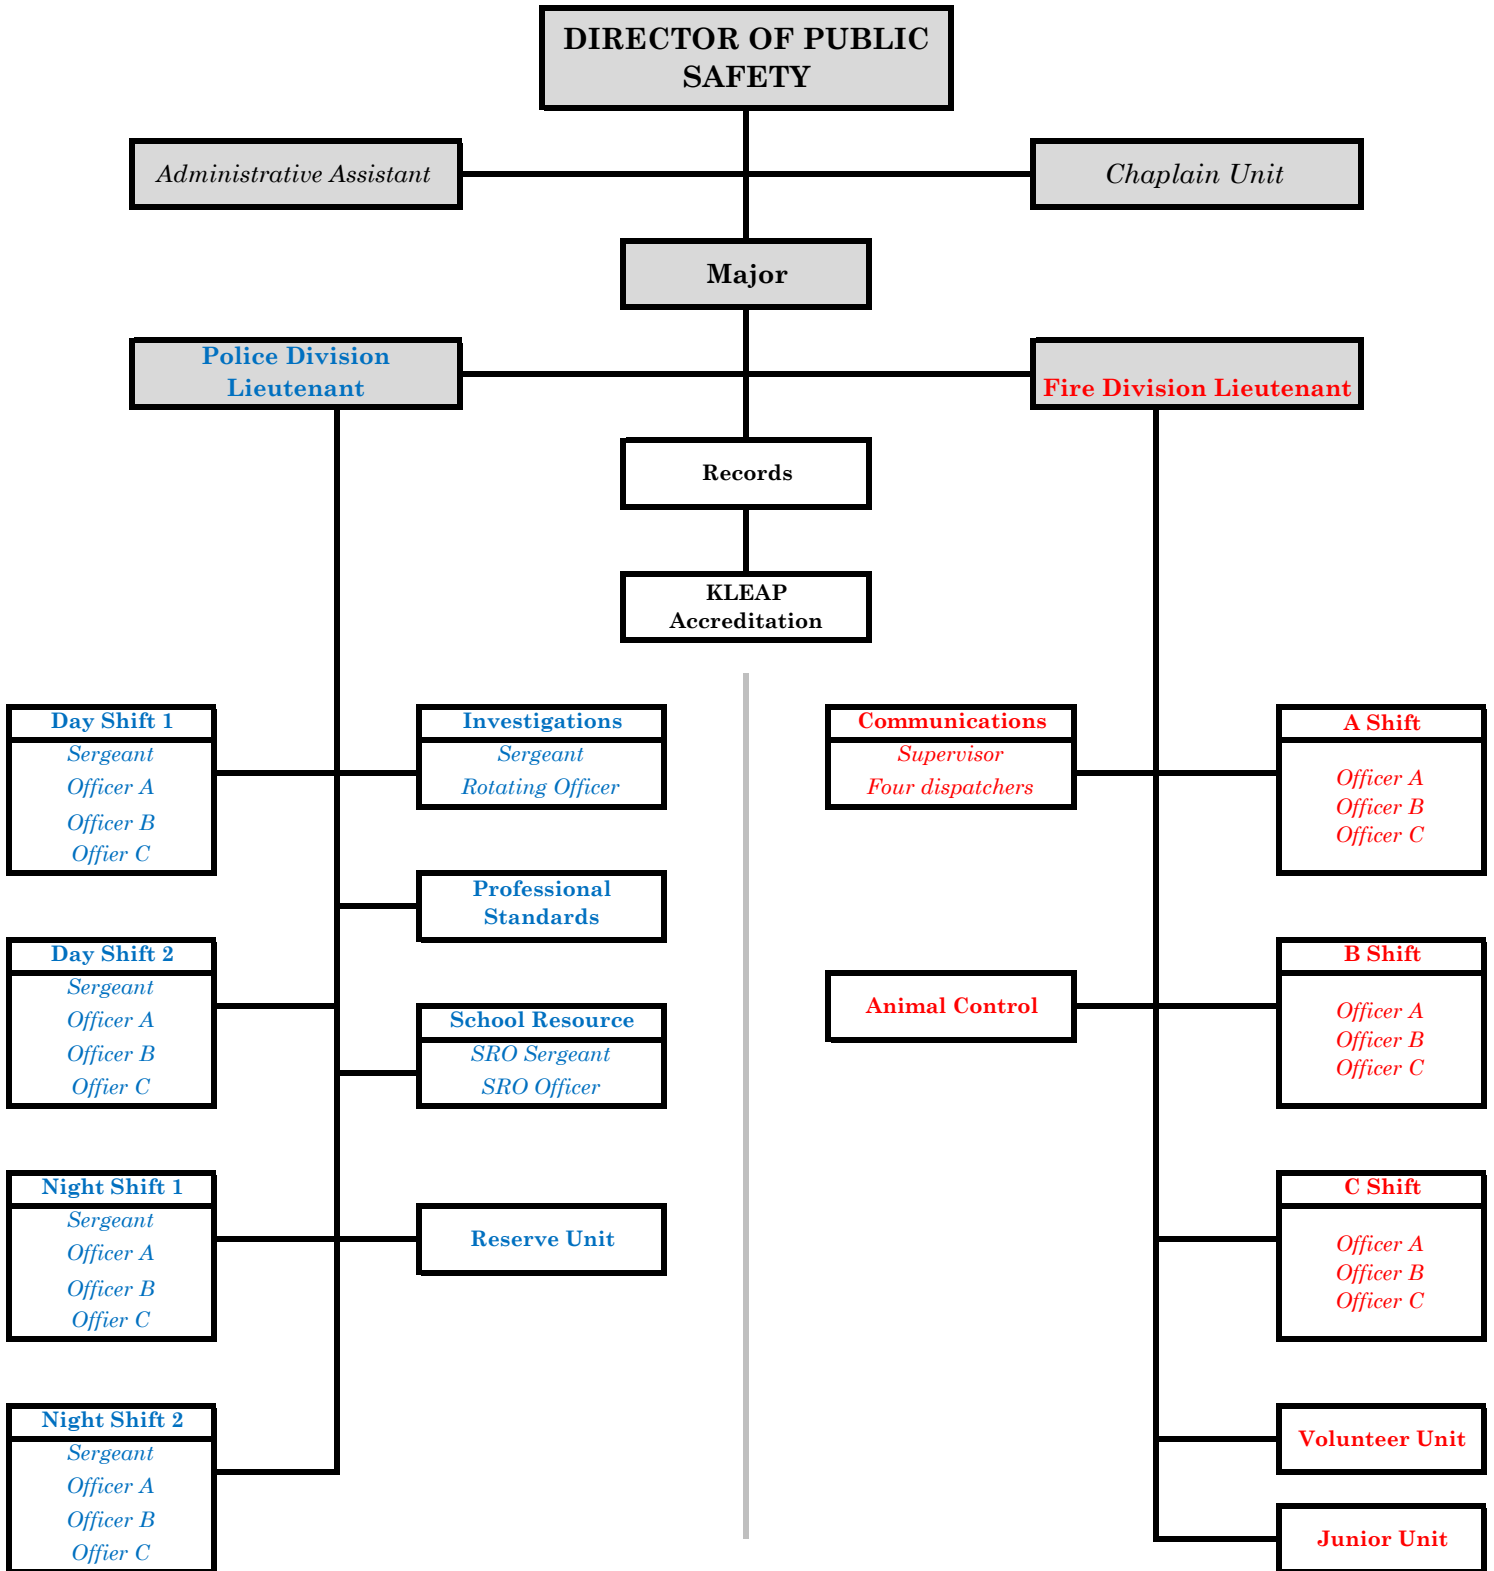 DIRECTOR OF PUBLIC
SAFETY
Administrative Assistant
Chaplain Unit
Major
Police Division
Lieutenant
Fire Division Lieutenant
Records
KLEAP
Accreditation
Day Shift 1
Sergeant
Officer A
Officer B
Offier C
Investigations
Sergeant
Rotating Officer
Communications
Supervisor
Four dispatchers
A Shift
Officer A
Officer B
Officer C
Professional
Standards
Day Shift 2
Sergeant
Officer A
Officer B
Offier C
School Resource
SRO Sergeant
SRO Officer
Animal Control
B Shift
Officer A
Officer B
Officer C
Night Shift 1
Sergeant
Officer A
Officer B
Offier C
Reserve Unit
C Shift
Officer A
Officer B
Officer C
Night Shift 2
Sergeant
Officer A
Officer B
Offier C
Volunteer Unit
Junior Unit